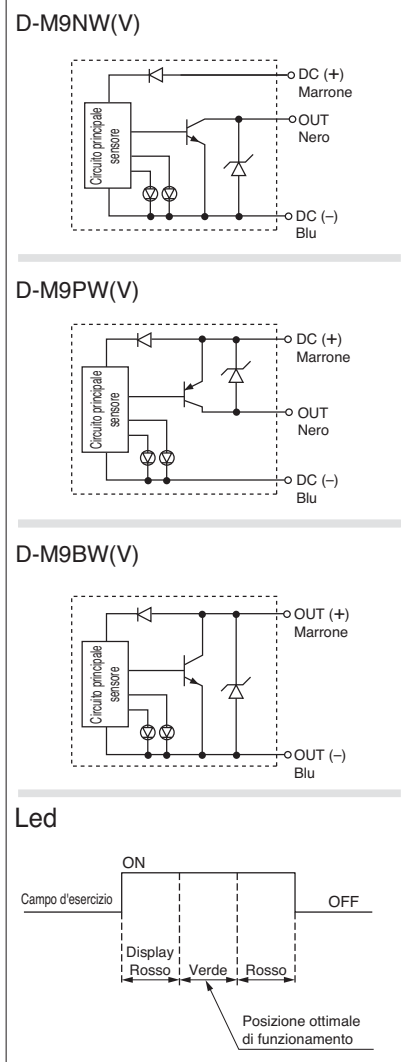 D-M9NW(V)
DC (+)
Marrone
OUT
Nero
Circuito principale
sensore
DC (–)
Blu
D-M9PW(V)
DC (+)
Marrone
Circuito principale
sensore
OUT
Nero
DC (–)
Blu
D-M9BW(V)
OUT (+)
Marrone
Circuito principale
sensore
OUT (–)
Blu
Led
ON
Campo d'esercizio
OFF
Display
Rosso Verde Rosso
Posizione ottimale
di funzionamento